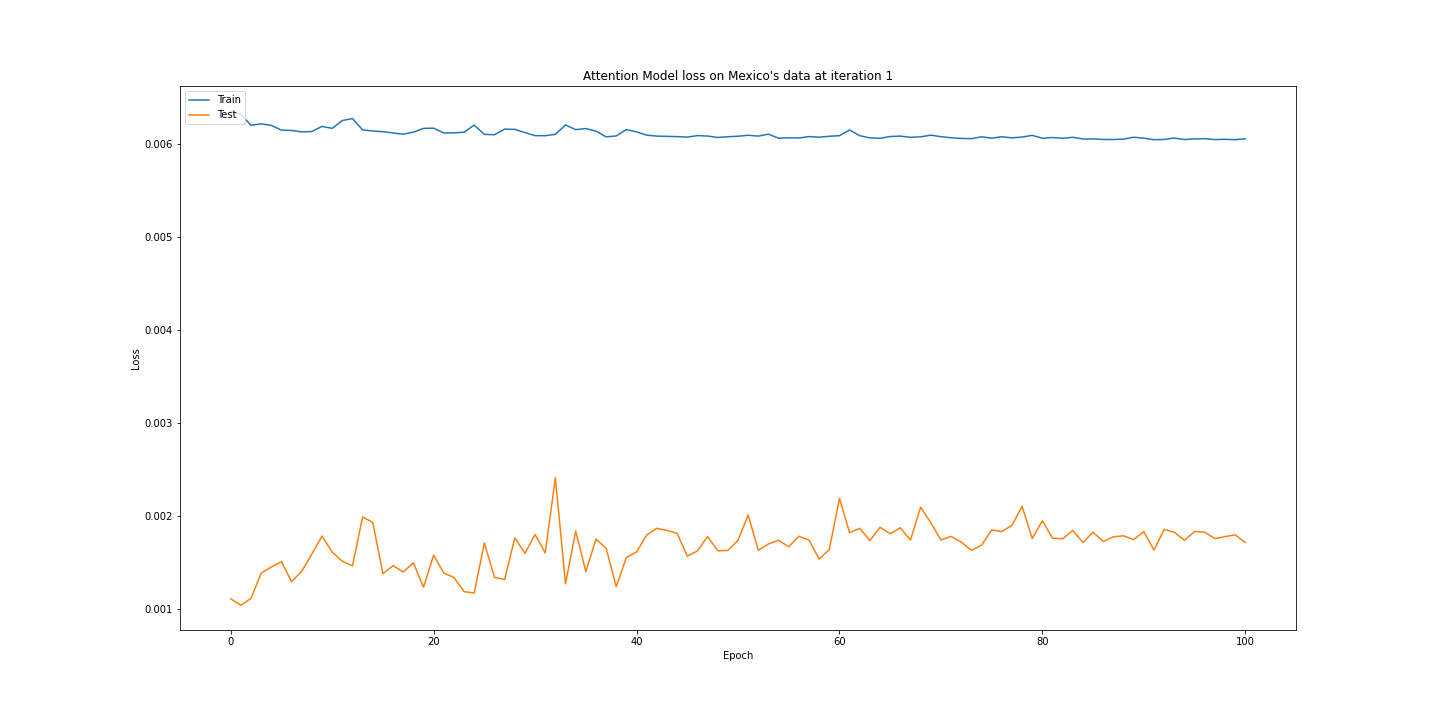 Attention Model loss on Mexico's data at iteration 1
Train
Test
0.006
0.005
0.004
0.003
0.002
0.001
Loss
0 20 40 60 80 100
Epoch